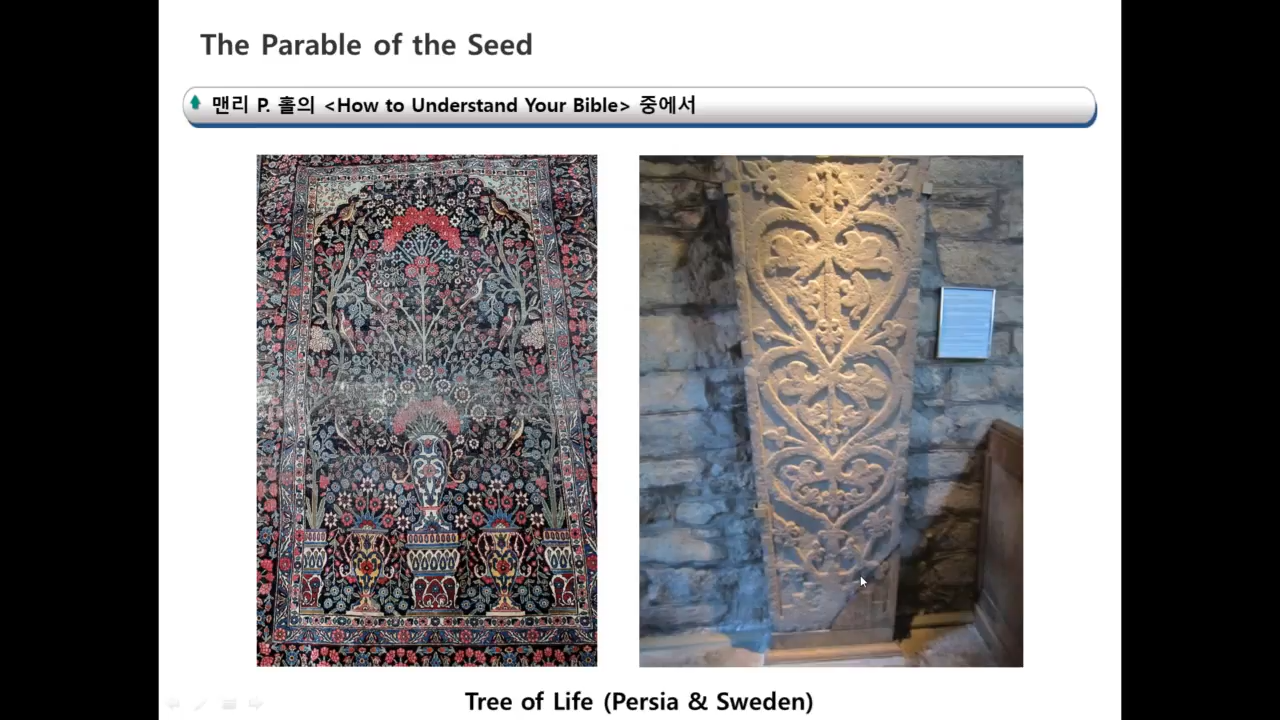 The Parable of the Seed
맨리 P. 홀의 <How to Understand Your Bible> 중에서
Tree of Life (Persia & Sweden)